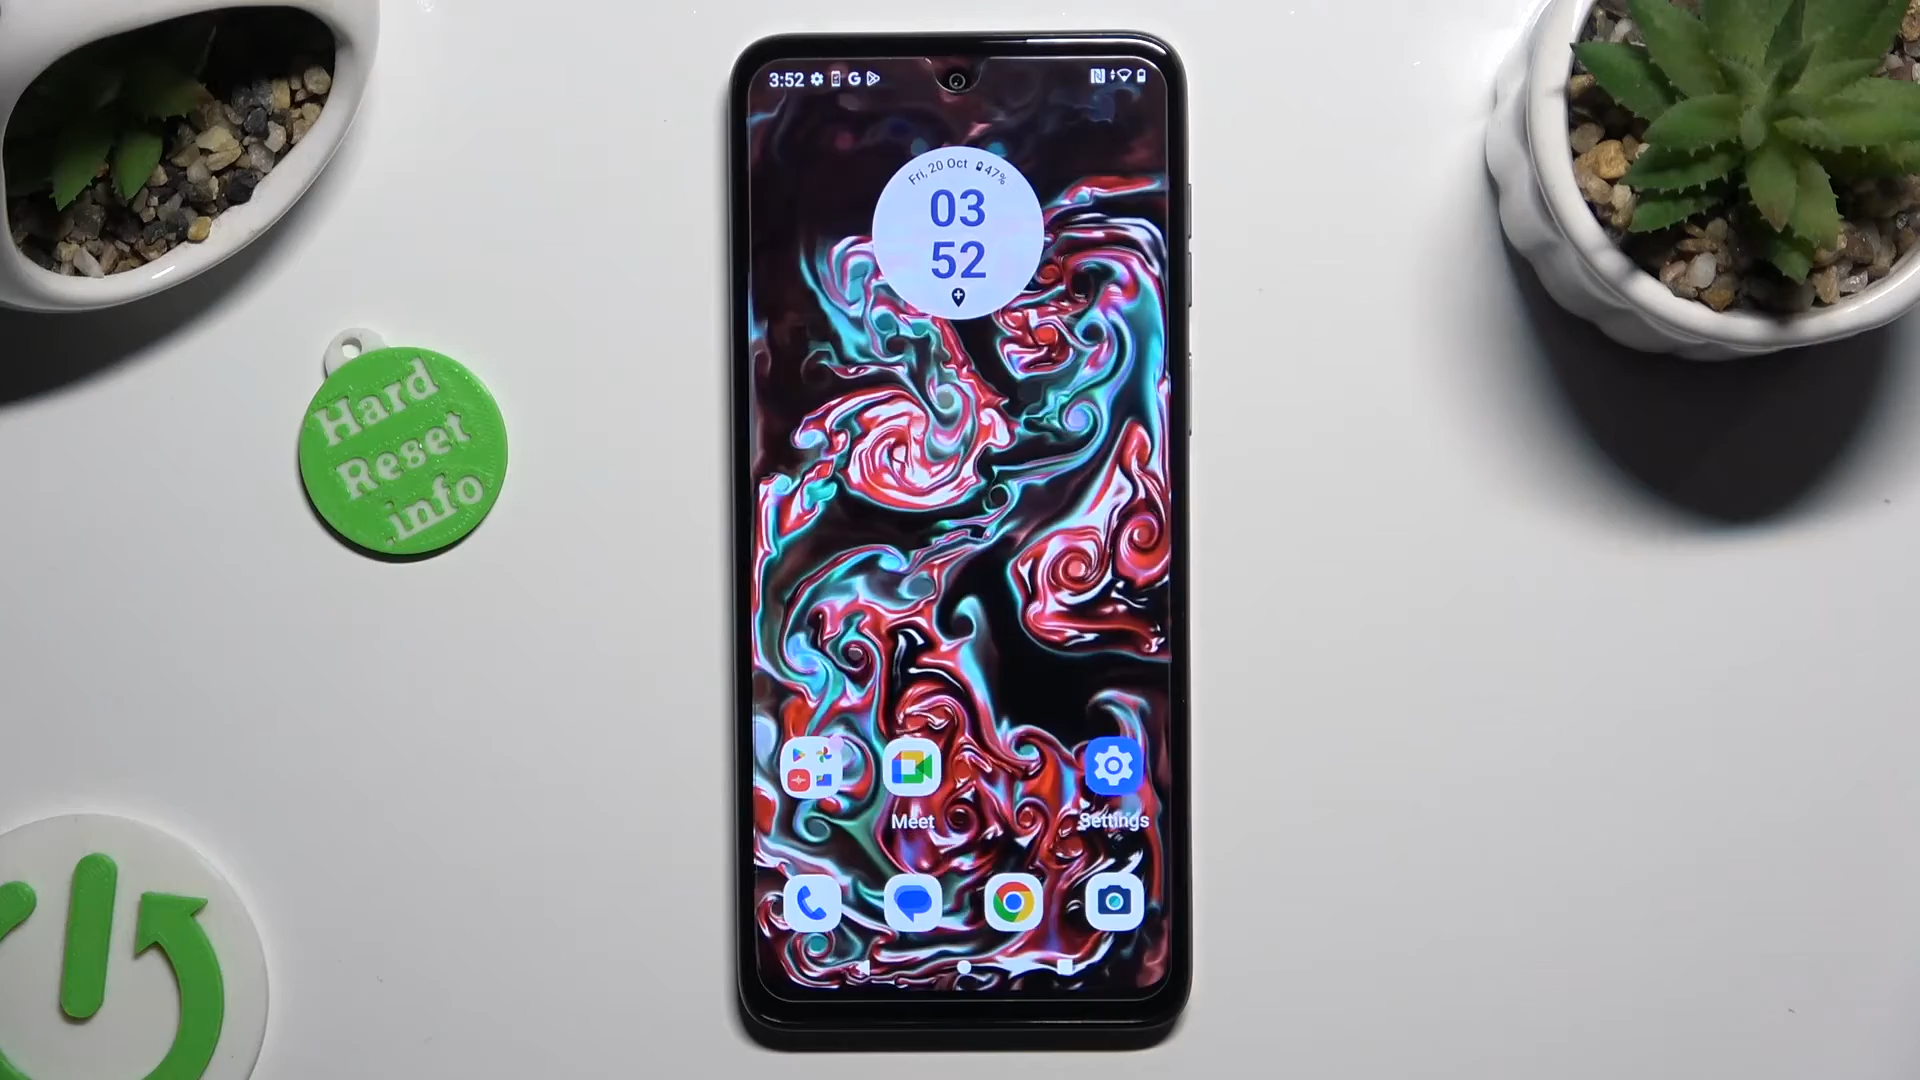 3:52
Fri, 20 Oct 47%
03
52
Hard
Reset
.info
Meet
Settings